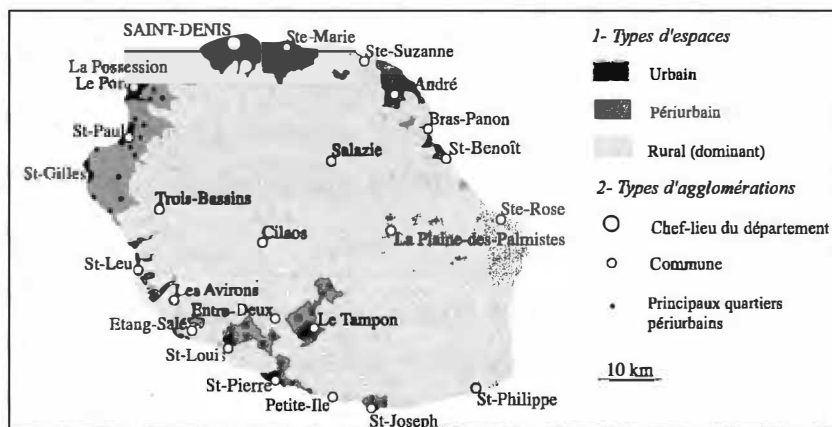 SAINT-DENIS
Ste-Marie
Ste-Suzanne
La Possession
Le Por
André
Bras-Panon
St-Paul
St-Benoît
Salazie
St-Gilles
Trois-Bassins
Ste-Rose
Cilaos
La Plaine-des-Palmistes
St-Leu
Les Avirons
Entre-Deux
Etang-Salé
Le Tampon
St-Loui
St-Pierre
Petite-Ile
St-Joseph
St-Philippe
1- Types d'espaces
Urbain
Périurbain
Rural (dominant)
2- Types d'agglomérations
Chef-lieu du département
Commune
Principaux quartiers
périurbains
10 km